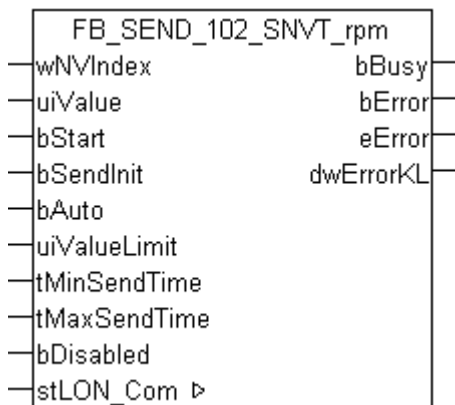 FB_SEND_102_SNVT_rpm
wNVIndex bBusy
uiValue bError
bStart eError
bSendInit dwErrorKL
bAuto
uiValueLimit
tMinSendTime
tMaxSendTime
bDisabled
stLON_Com ▷